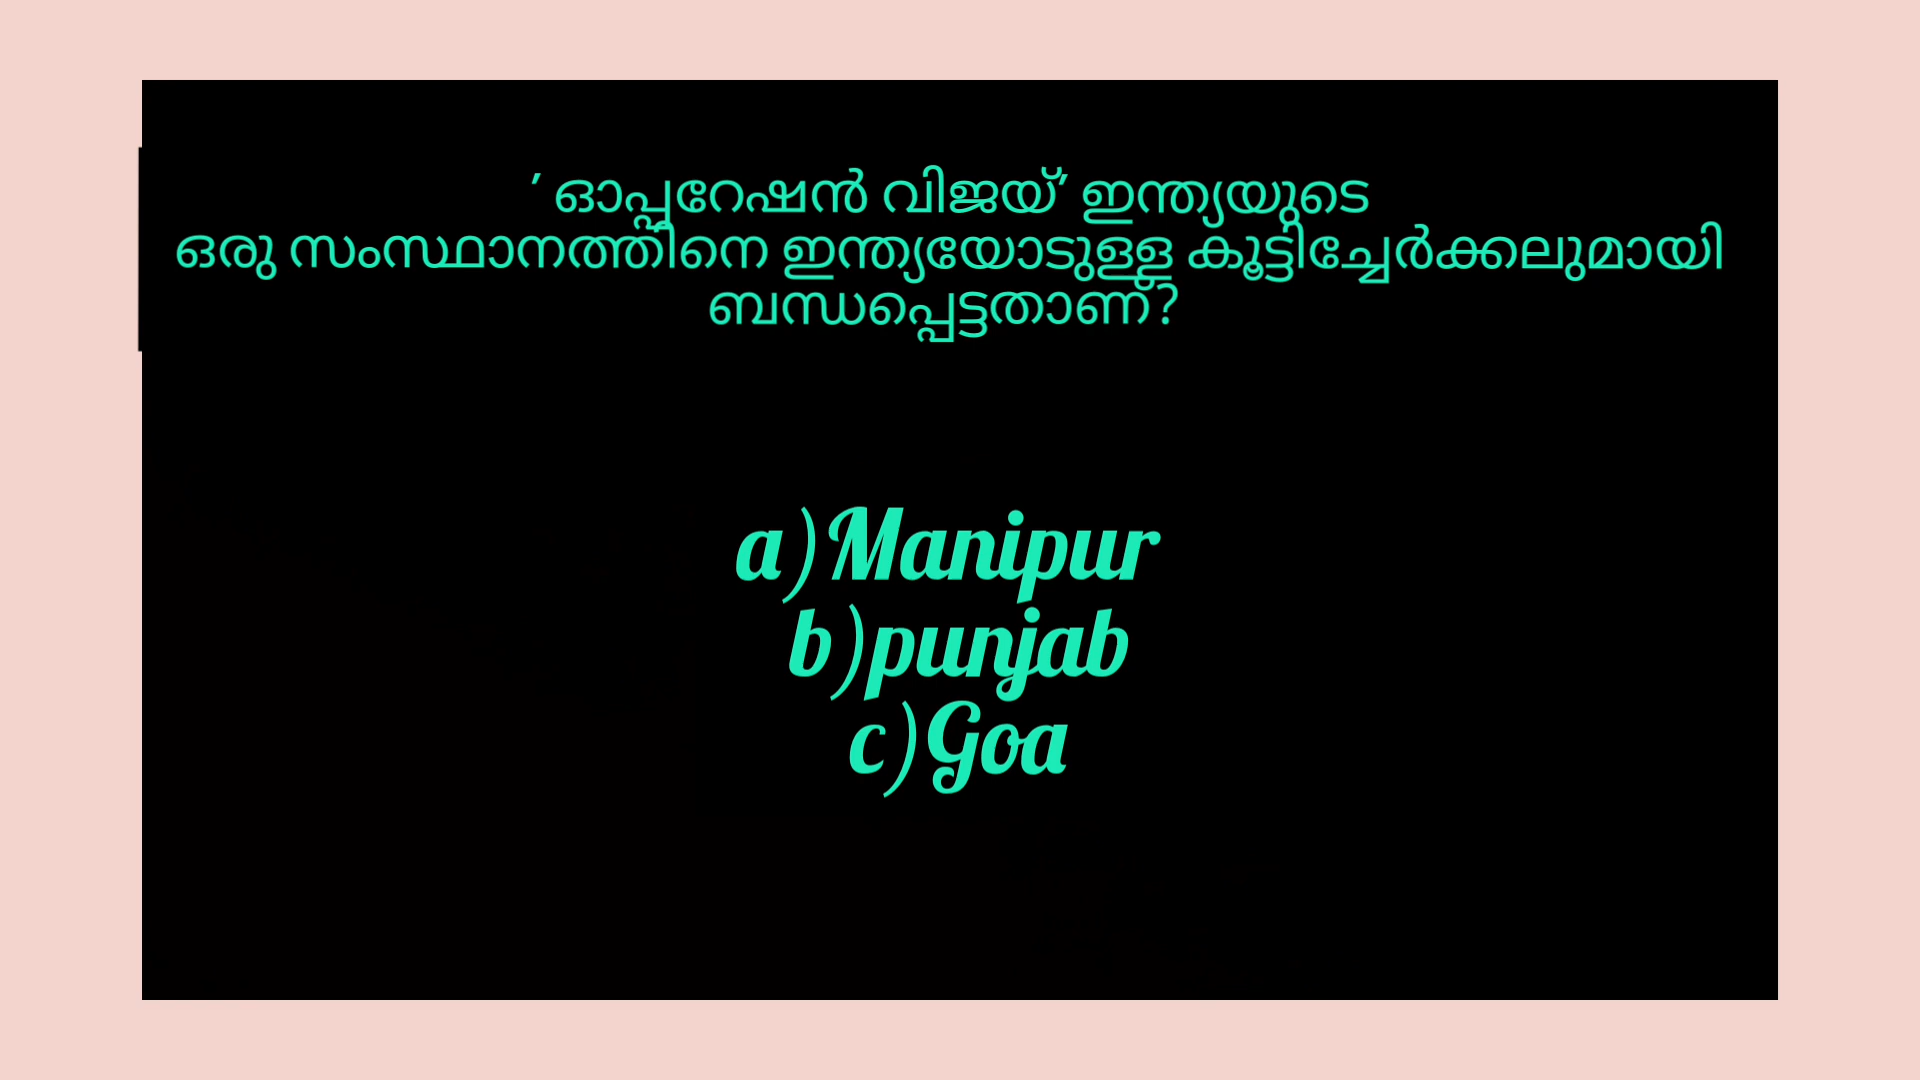 ’ ഓപ്പറേഷൻ വിജയ്’ ഇന്ത്യയുടെ
ഒരു സംസ്ഥാനത്തിനെ ഇന്ത്യയോടുള്ള കൂട്ടിച്ചേർക്കലുമായി
ബന്ധപ്പെട്ടതാണ്?
a)Manipur
b)punjab
c)Goa